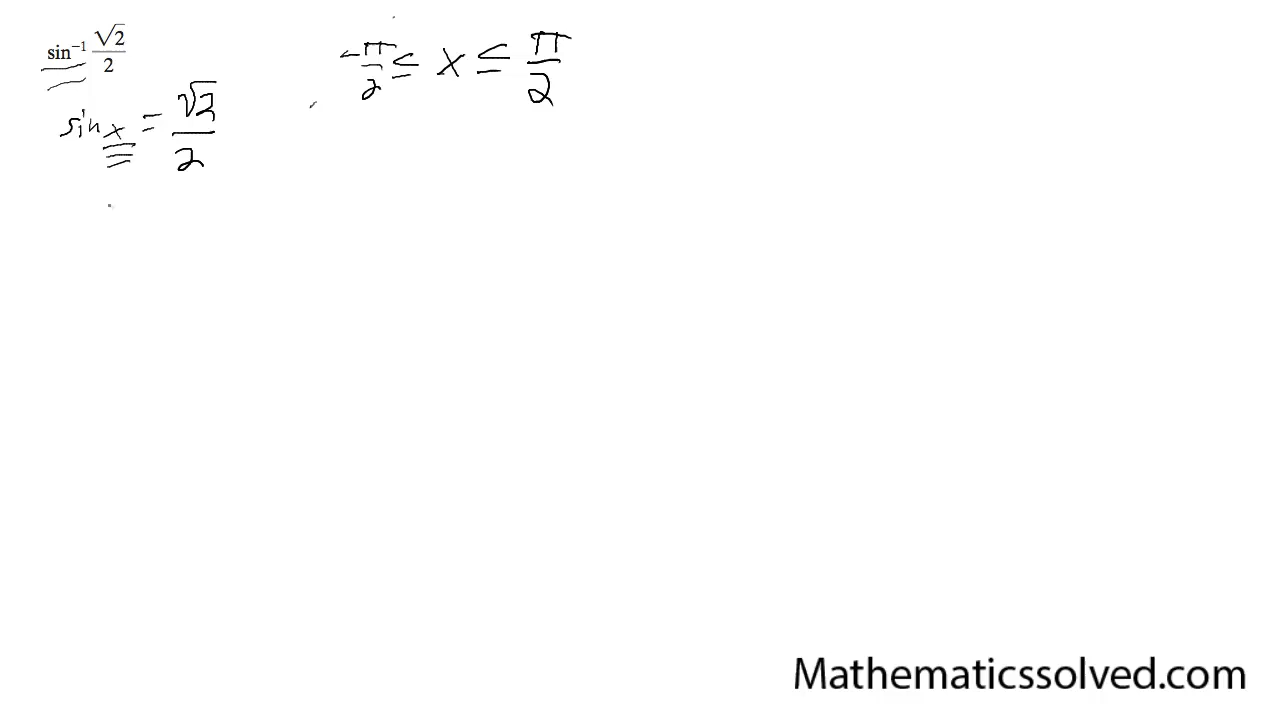 sin⁻¹ √2/2
sin x = √2/2
-π/2 ≤ x ≤ π/2
Mathematicssolved.com